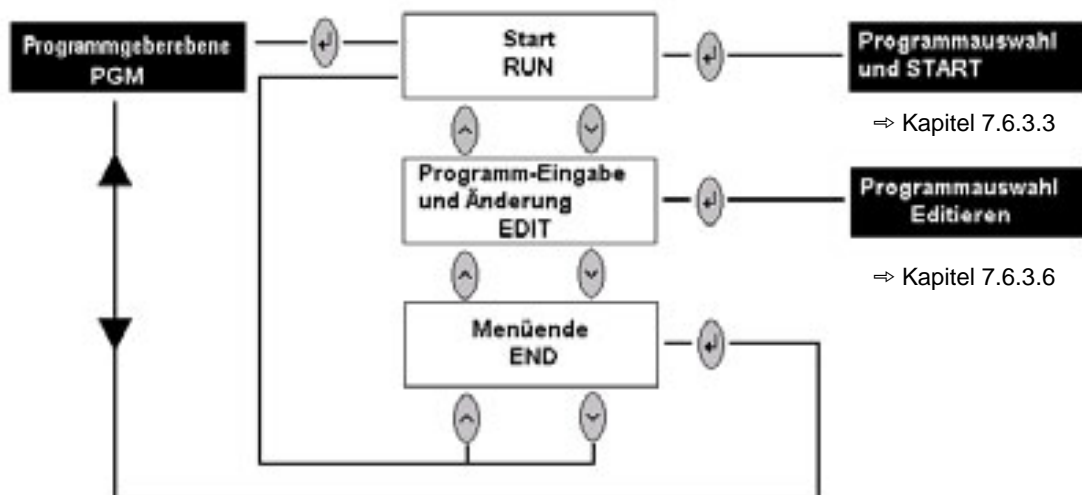 Programmgeberebene
PGM
Start
RUN
Programmauswahl
und START
⇨ Kapitel 7.6.3.3
Programm-Eingabe
und Änderung
EDIT
Programmauswahl
Editieren
⇨ Kapitel 7.6.3.6
Menüende
END